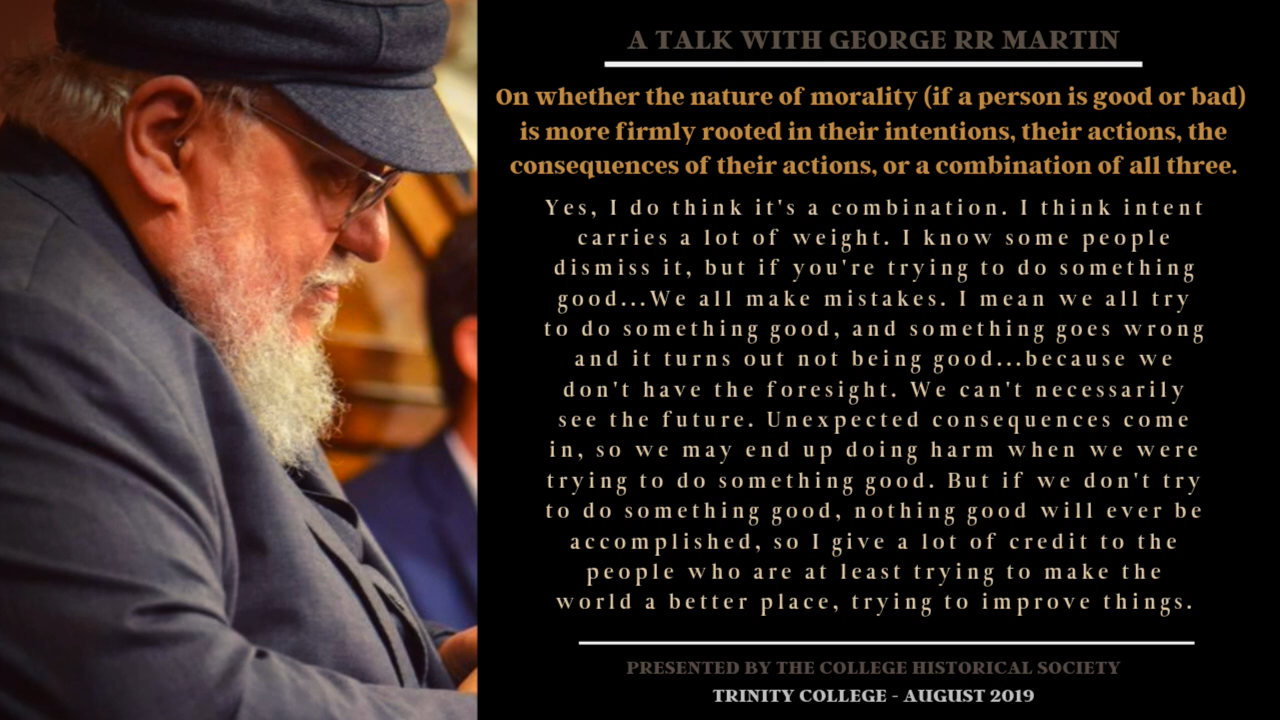 A TALK WITH GEORGE RR MARTIN
On whether the nature of morality (if a person is good or bad)
is more firmly rooted in their intentions, their actions, the
consequences of their actions, or a combination of all three.
Yes, I do think it's a combination. I think intent
carries a lot of weight. I know some people
dismiss it, but if you're trying to do something
good...We all make mistakes. I mean we all try
to do something good, and something goes wrong
and it turns out not being good...because we
don't have the foresight. We can't necessarily
see the future. Unexpected consequences come
in, so we may end up doing harm when we were
trying to do something good. But if we don't try
to do something good, nothing good will ever be
accomplished, so I give a lot of credit to the
people who are at least trying to make the
world a better place, trying to improve things.
PRESENTED BY THE COLLEGE HISTORICAL SOCIETY
TRINITY COLLEGE - AUGUST 2019